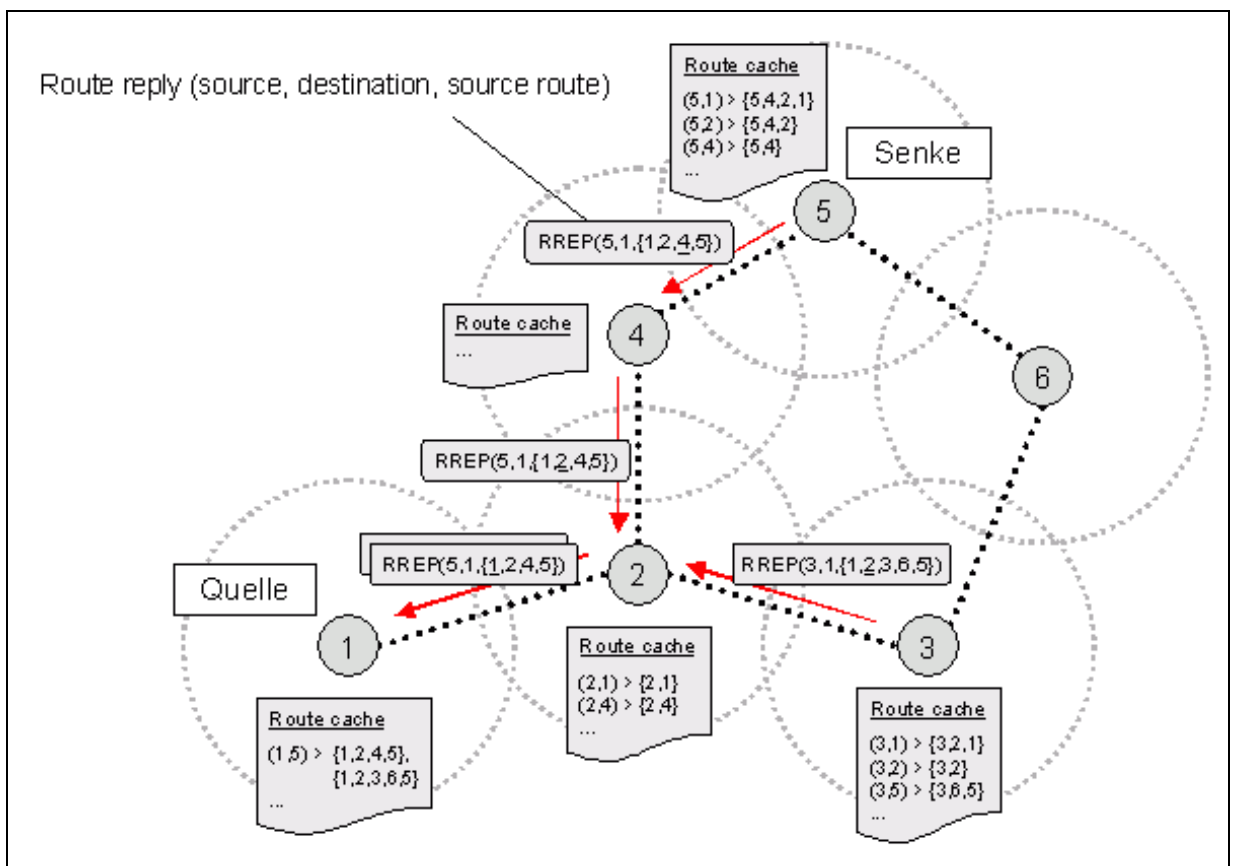 Route reply (source, destination, source route)
Route cache
(5,1) > {5,4,2,1}
(5,2) > {5,4,2}
(5,4) > {5,4}
...
Senke
5
RREP(5,1,{1,2,4,5})
Route cache
...
4
6
RREP(5,1,{1,2,4,5})
RREP(5,1,{1,2,4,5})
RREP(3,1,{1,2,3,6,5})
Quelle
2
1
3
Route cache
(2,1) > {2,1}
(2,4) > {2,4}
...
Route cache
(1,5) > {1,2,4,5},
{1,2,3,6,5}
...
Route cache
(3,1) > {3,2,1}
(3,2) > {3,2}
(3,5) > {3,6,5}
...